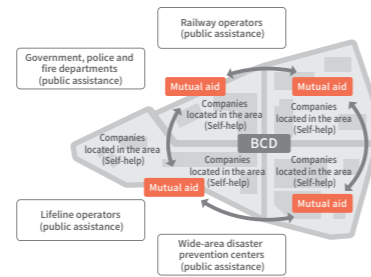 Railway operators
(public assistance)
Government, police and
fire departments
(public assistance)
Mutual aid
Mutual aid
Companies
located in the area
(Self-help)
Companies
located in the area
(Self-help)
Companies
located in the area
(Self-help)
BCD
Companies
located in the area
(Self-help)
Companies
located in the area
(Self-help)
Mutual aid
Mutual aid
Lifeline operators
(public assistance)
Wide-area disaster
prevention centers
(public assistance)